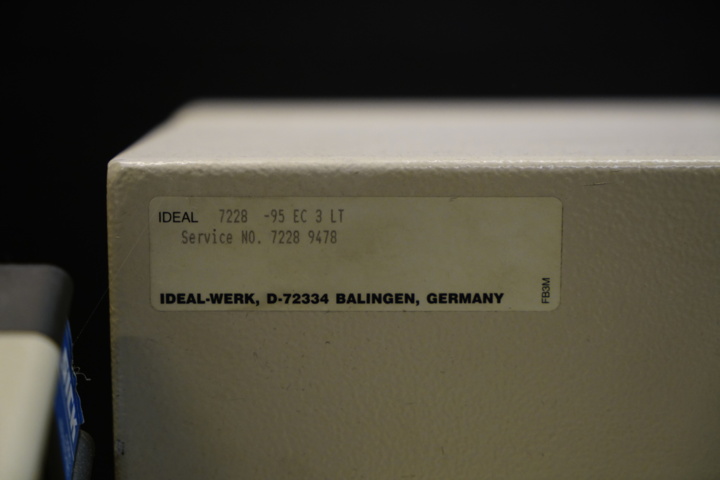 IDEAL 7228 -95 EC 3 LT
Service NO. 7228 9478
IDEAL-WERK, D-72334 BALINGEN, GERMANY
FB3M